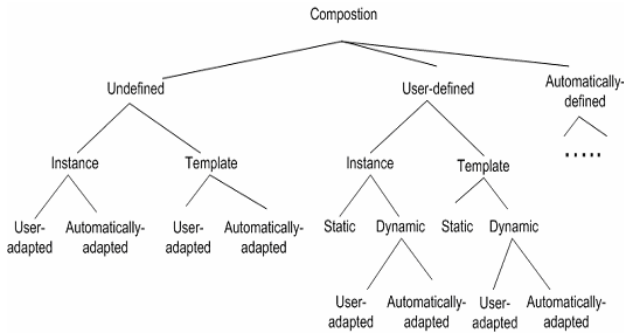 Compostion
Undefined
User-defined
Automatically-
defined
.....
Instance
Template
Instance
Template
User-
adapted
Automatically-
adapted
User-
adapted
Automatically-
adapted
Static
Dynamic
Static
Dynamic
User-
adapted
Automatically-
adapted
User-
adapted
Automatically-
adapted